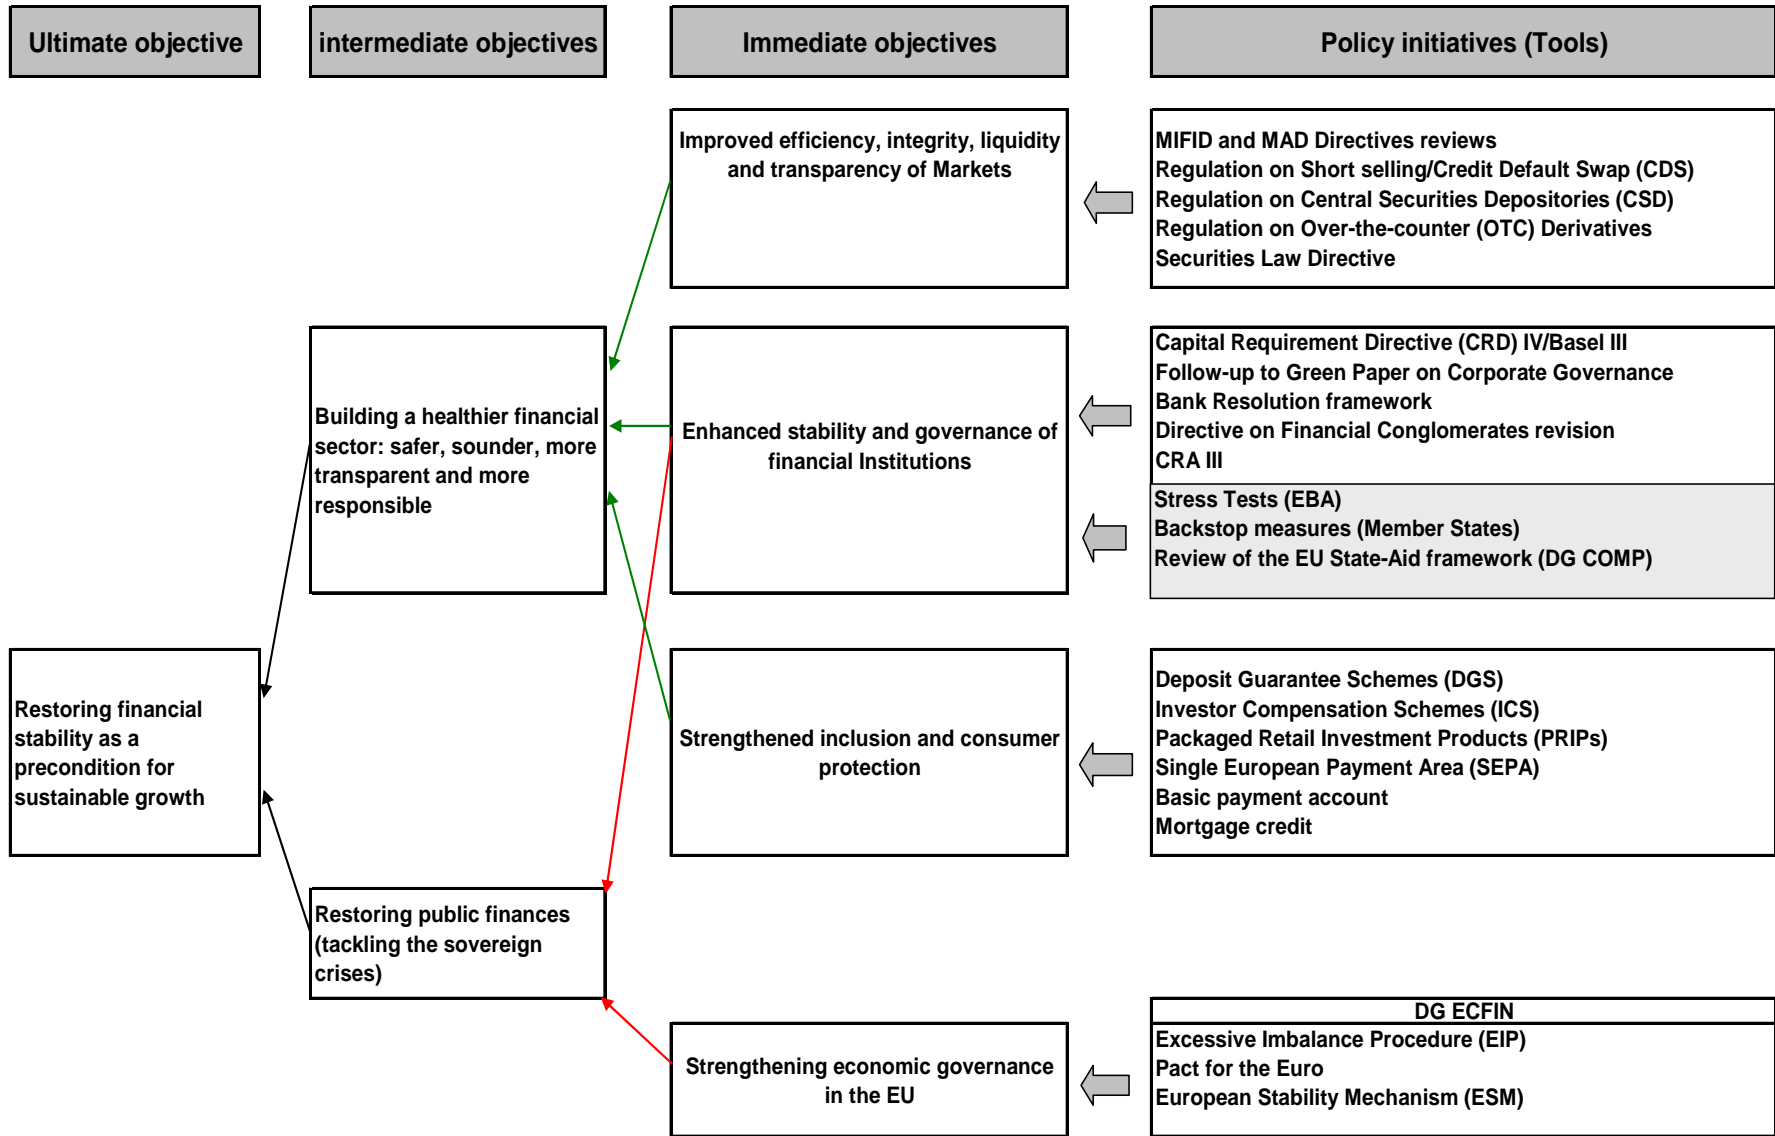 Ultimate objective
intermediate objectives
Immediate objectives
Policy initiatives (Tools)
Improved efficiency, integrity, liquidity
and transparency of Markets
MIFID and MAD Directives reviews
Regulation on Short selling/Credit Default Swap (CDS)
Regulation on Central Securities Depositories (CSD)
Regulation on Over-the-counter (OTC) Derivatives
Securities Law Directive
Building a healthier financial
sector: safer, sounder, more
transparent and more
responsible
Enhanced stability and governance of
financial Institutions
Capital Requirement Directive (CRD) IV/Basel III
Follow-up to Green Paper on Corporate Governance
Bank Resolution framework
Directive on Financial Conglomerates revision
CRA III
Stress Tests (EBA)
Backstop measures (Member States)
Review of the EU State-Aid framework (DG COMP)
Restoring financial
stability as a
precondition for
sustainable growth
Strengthened inclusion and consumer
protection
Deposit Guarantee Schemes (DGS)
Investor Compensation Schemes (ICS)
Packaged Retail Investment Products (PRIPs)
Single European Payment Area (SEPA)
Basic payment account
Mortgage credit
Restoring public finances
(tackling the sovereign
crises)
Strengthening economic governance
in the EU
DG ECFIN
Excessive Imbalance Procedure (EIP)
Pact for the Euro
European Stability Mechanism (ESM)